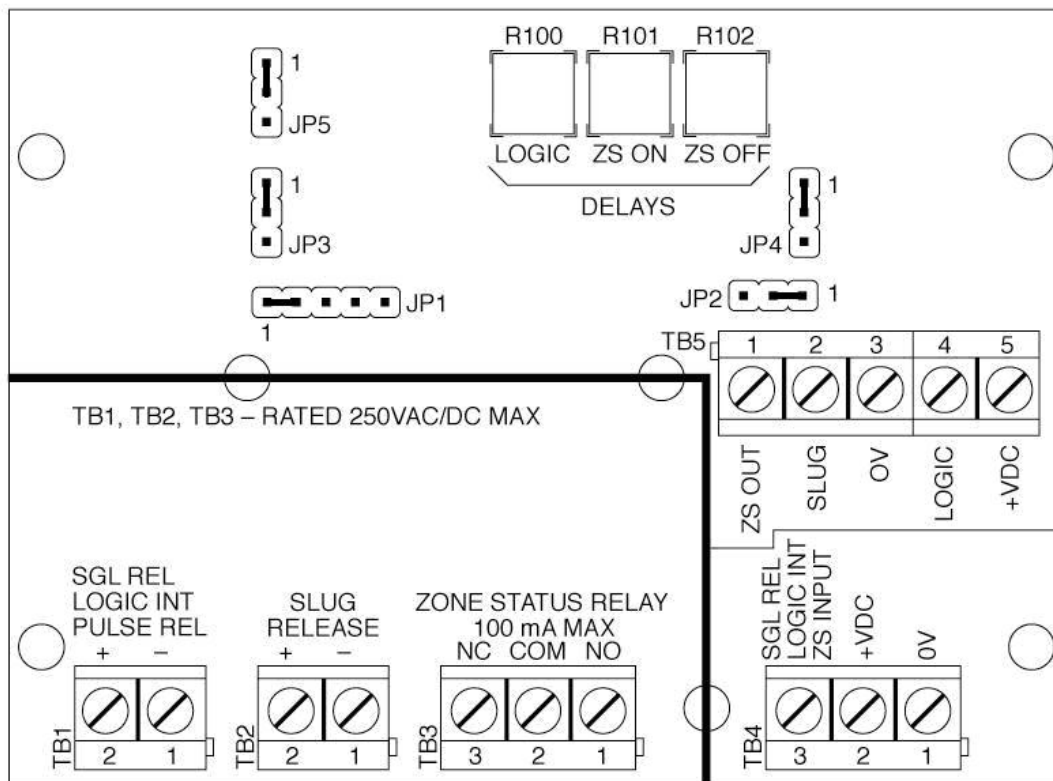 R100 R101 R102
1
JP5
LOGIC ZS ON ZS OFF
DELAYS
1
JP3
1
JP4
JP1
1
JP2 1
TB5 1 2 3 4 5
ZS OUT SLUG OV LOGIC +VDC
TB1, TB2, TB3 – RATED 250VAC/DC MAX
SGL REL
LOGIC INT
PULSE REL
+ –
TB1 2 1
SLUG
RELEASE
+ –
TB2 2 1
ZONE STATUS RELAY
100 mA MAX
NC COM NO
TB3 3 2 1
SGL REL
LOGIC INT
ZS INPUT
+VDC
0V
TB4 3 2 1